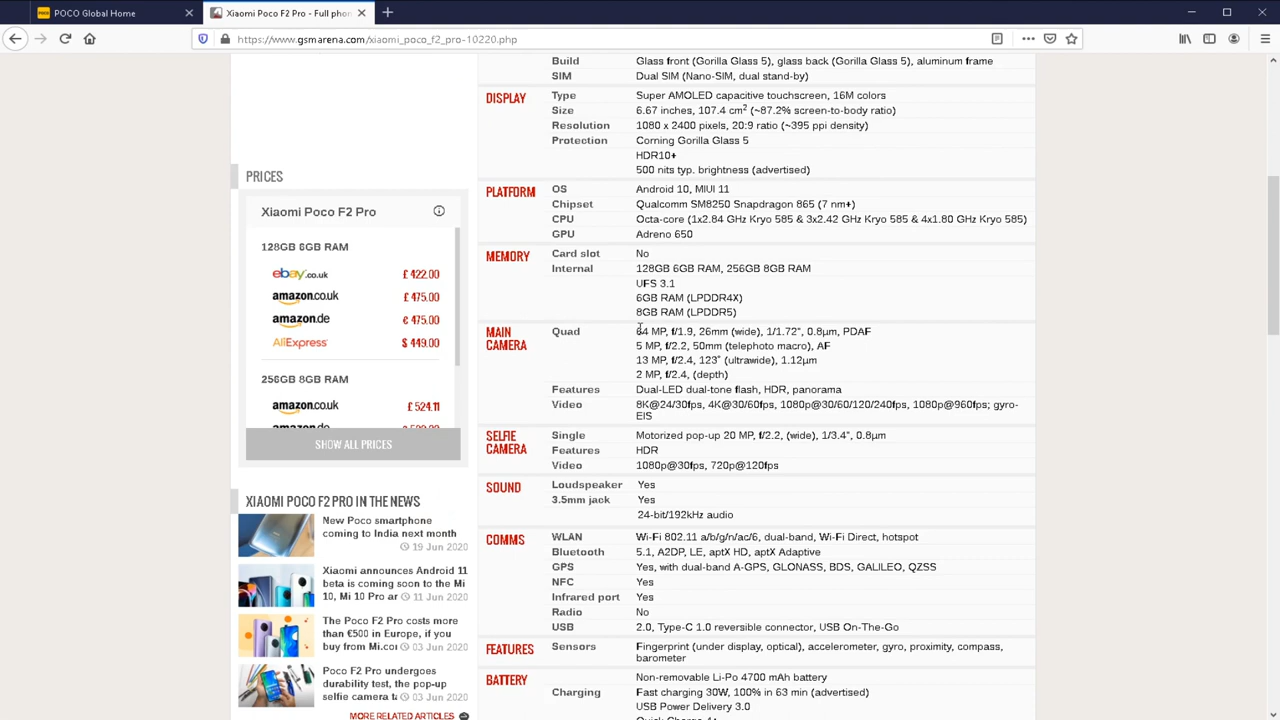 POCO Global Home
Xiaomi Poco F2 Pro - Full phon
https://www.gsmarena.com/xiaomi_poco_f2_pro-10220.php
PRICES
Xiaomi Poco F2 Pro
128GB 6GB RAM
ebay.co.uk £ 422.00
amazon.co.uk £ 475.00
amazon.de € 475.00
AliExpress $ 449.00
256GB 8GB RAM
amazon.co.uk £ 524.11
amazon.de
SHOW ALL PRICES
XIAOMI POCO F2 PRO IN THE NEWS
New Poco smartphone
coming to India next month
19 Jun 2020
Xiaomi announces Android 11
beta is coming soon to the Mi
10, Mi 10 Pro ar 11 Jun 2020
The Poco F2 Pro costs more
than €500 in Europe, if you
buy from Mi.co 03 Jun 2020
Poco F2 Pro undergoes
durability test, the pop-up
selfie camera 03 Jun 2020
MORE RELATED ARTICLES
Build Glass front (Gorilla Glass 5), glass back (Gorilla Glass 5), aluminum frame
SIM Dual SIM (Nano-SIM, dual stand-by)
DISPLAY Type Super AMOLED capacitive touchscreen, 16M colors
Size 6.67 inches, 107.4 cm2 (~87.2% screen-to-body ratio)
Resolution 1080 x 2400 pixels, 20:9 ratio (~395 ppi density)
Protection Corning Gorilla Glass 5
HDR10+
500 nits typ. brightness (advertised)
PLATFORM OS Android 10, MIUI 11
Chipset Qualcomm SM8250 Snapdragon 865 (7 nm+)
CPU Octa-core (1x2.84 GHz Kryo 585 & 3x2.42 GHz Kryo 585 & 4x1.80 GHz Kryo 585)
GPU Adreno 650
MEMORY Card slot No
Internal 128GB 6GB RAM, 256GB 8GB RAM
UFS 3.1
6GB RAM (LPDDR4X)
8GB RAM (LPDDR5)
MAIN CAMERA Quad 64 MP, f/1.9, 26mm (wide), 1/1.72", 0.8µm, PDAF
5 MP, f/2.2, 50mm (telephoto macro), AF
13 MP, f/2.4, 123˚ (ultrawide), 1.12µm
2 MP, f/2.4, (depth)
Features Dual-LED dual-tone flash, HDR, panorama
Video 8K@24/30fps, 4K@30/60fps, 1080p@30/60/120/240fps, 1080p@960fps; gyro-
EIS
SELFIE CAMERA Single Motorized pop-up 20 MP, f/2.2, (wide), 1/3.4", 0.8µm
Features HDR
Video 1080p@30fps, 720p@120fps
SOUND Loudspeaker Yes
3.5mm jack Yes
24-bit/192kHz audio
COMMS WLAN Wi-Fi 802.11 a/b/g/n/ac/6, dual-band, Wi-Fi Direct, hotspot
Bluetooth 5.1, A2DP, LE, aptX HD, aptX Adaptive
GPS Yes, with dual-band A-GPS, GLONASS, BDS, GALILEO, QZSS
NFC Yes
Infrared port Yes
Radio No
USB 2.0, Type-C 1.0 reversible connector, USB On-The-Go
FEATURES Sensors Fingerprint (under display, optical), accelerometer, gyro, proximity, compass,
barometer
BATTERY Non-removable Li-Po 4700 mAh battery
Charging Fast charging 30W, 100% in 63 min (advertised)
USB Power Delivery 3.0